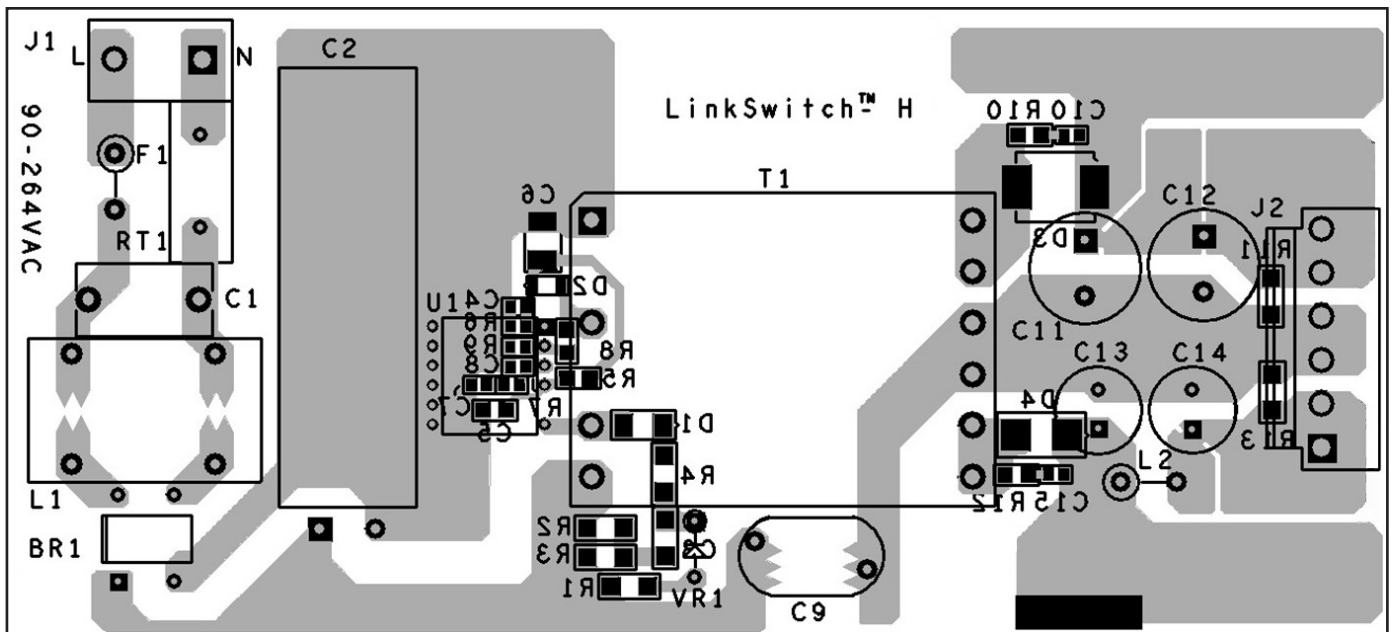 J1
L
N
C2
LinkSwitch™ H
R10
C10
90-264VAC
F1
T1
C6
C12
J2
RT1
D3
R11
C1
D2
U1
C4
R6
R9
C8
R8
C11
R5
C13
C14
C7
R7
D4
C5
D1
R13
R4
L2
L1
R12
C15
BR1
R2
R3
C3
R1
VR1
C9